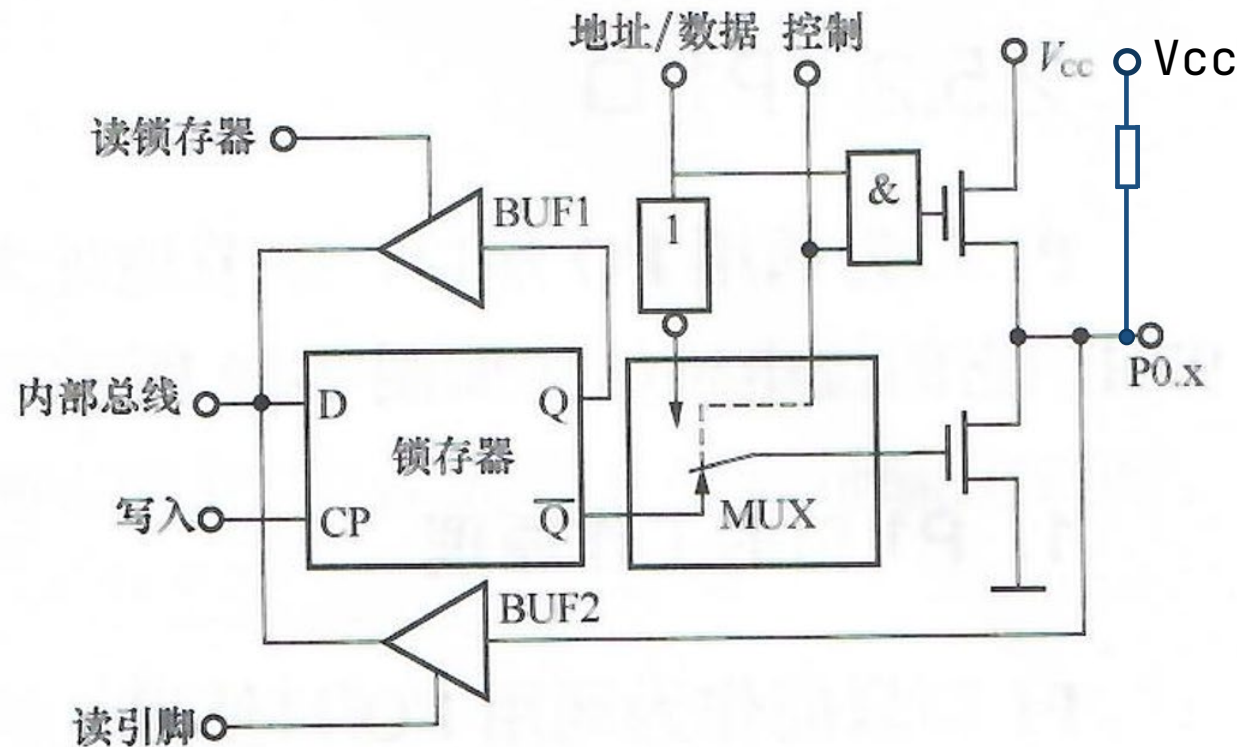 地址/数据 控制
VCC
Vcc
读锁存器
BUF1
&
1
内部总线
D
Q
P0.x
锁存器
写入
CP
Q̅
MUX
BUF2
读引脚